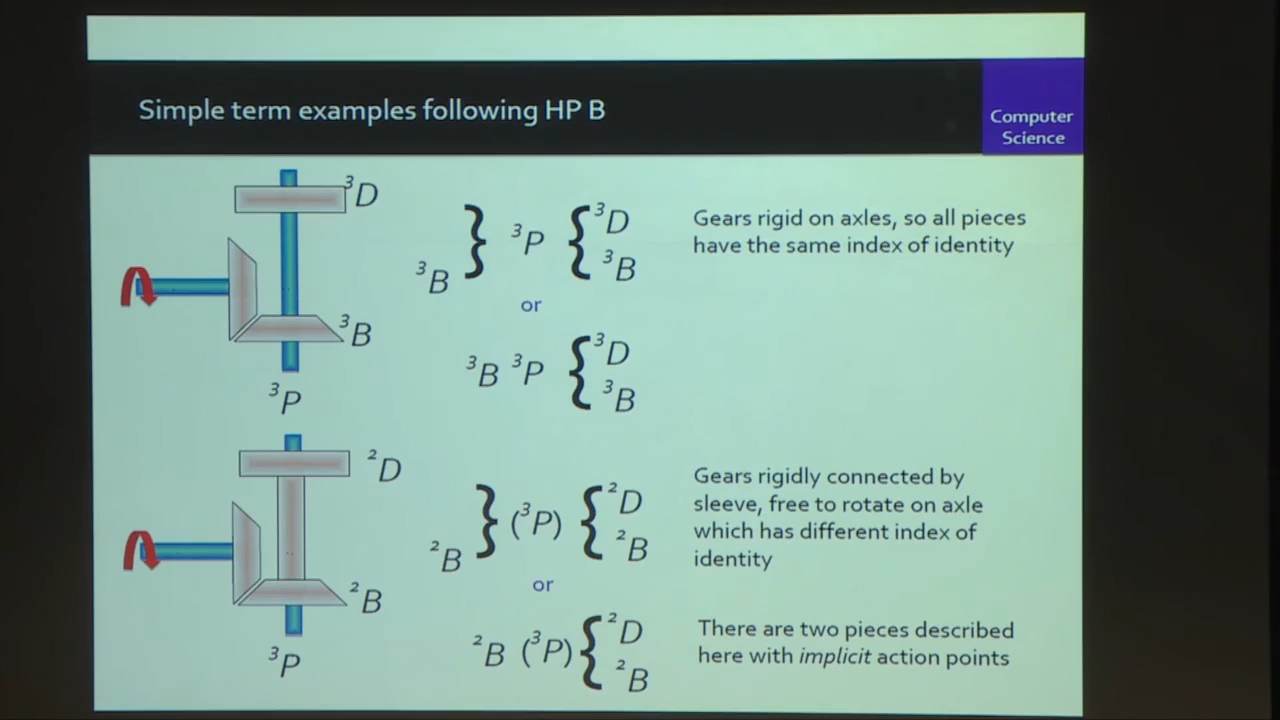 Simple term examples following HP B
Computer
Science
³D
³B
³P
³B } ³P { ³D
³B
or
³B ³P { ³D
³B
Gears rigid on axles, so all pieces
have the same index of identity
²D
²B
³P
²B } (³P) { ²D
²B
or
²B (³P) { ²D
²B
Gears rigidly connected by
sleeve, free to rotate on axle
which has different index of
identity
There are two pieces described
here with implicit action points